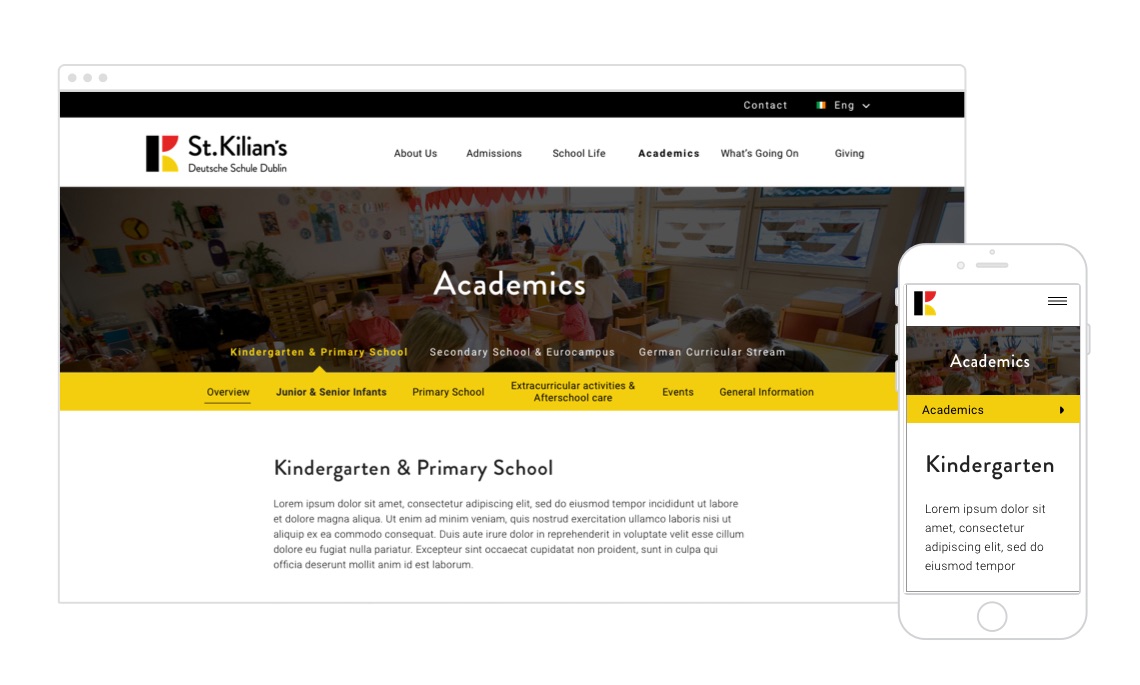 Contact Eng
St.Kilian's
Deutsche Schule Dublin
About Us Admissions School Life Academics What's Going On Giving
Academics
Kindergarten & Primary School Secondary School & Eurocampus German Curricular Stream
Overview Junior & Senior Infants Primary School Extracurricular activities & Afterschool care Events General Information
Kindergarten & Primary School
Lorem ipsum dolor sit amet, consectetur adipiscing elit, sed do eiusmod tempor incididunt ut labore
et dolore magna aliqua. Ut enim ad minim veniam, quis nostrud exercitation ullamco laboris nisi ut
aliquip ex ea commodo consequat. Duis aute irure dolor in reprehenderit in voluptate velit esse cillum
dolore eu fugiat nulla pariatur. Excepteur sint occaecat cupidatat non proident, sunt in culpa qui
officia deserunt mollit anim id est laborum.
Academics
Academics
Kindergarten
Lorem ipsum dolor sit
amet, consectetur
adipiscing elit, sed do
eiusmod tempor